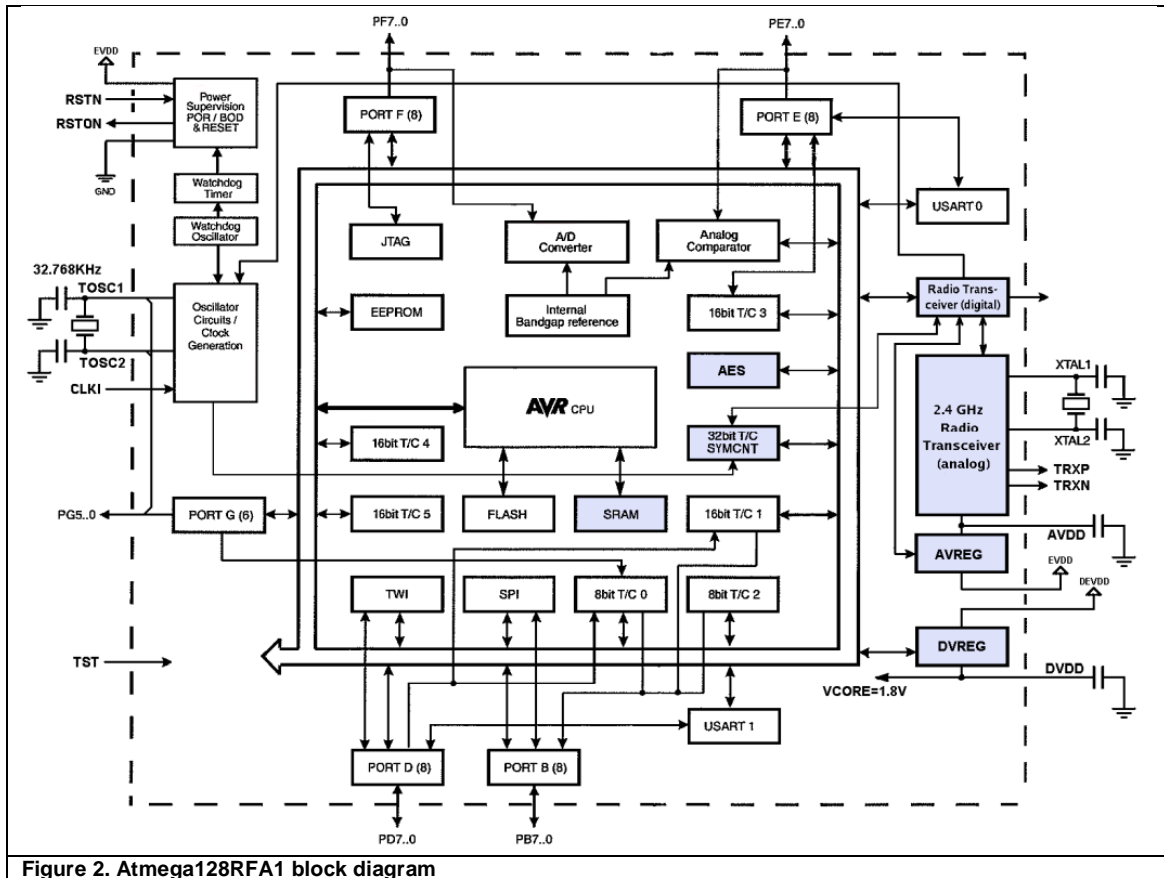 PF7..0
PE7..0
EVDD
RSTN
RSTON
GND
Power
Supervision
POR / BOD
& RESET
PORT F (8)
PORT E (8)
Watchdog
Timer
Watchdog
Oscillator
USART 0
JTAG
A/D
Converter
Analog
Comparator
32.768KHz
TOSC1
TOSC2
CLKI
Oscillator
Circuits /
Clock
Generation
EEPROM
Internal
Bandgap reference
16bit T/C 3
Radio Trans-
ceiver (digital)
AES
AVR CPU
XTAL1
XTAL2
2.4 GHz
Radio
Transceiver
(analog)
TRXP
TRXN
16bit T/C 4
32bit T/C
SYMCNT
PG5..0
PORT G (6)
16bit T/C 5
FLASH
SRAM
16bit T/C 1
AVDD
AVREG
EVDD
DEVDD
TWI
SPI
8bit T/C 0
8bit T/C 2
DVREG
TST
DVDD
VCORE=1.8V
USART 1
PORT D (8)
PORT B (8)
PD7..0
PB7..0
Figure 2. Atmega128RFA1 block diagram